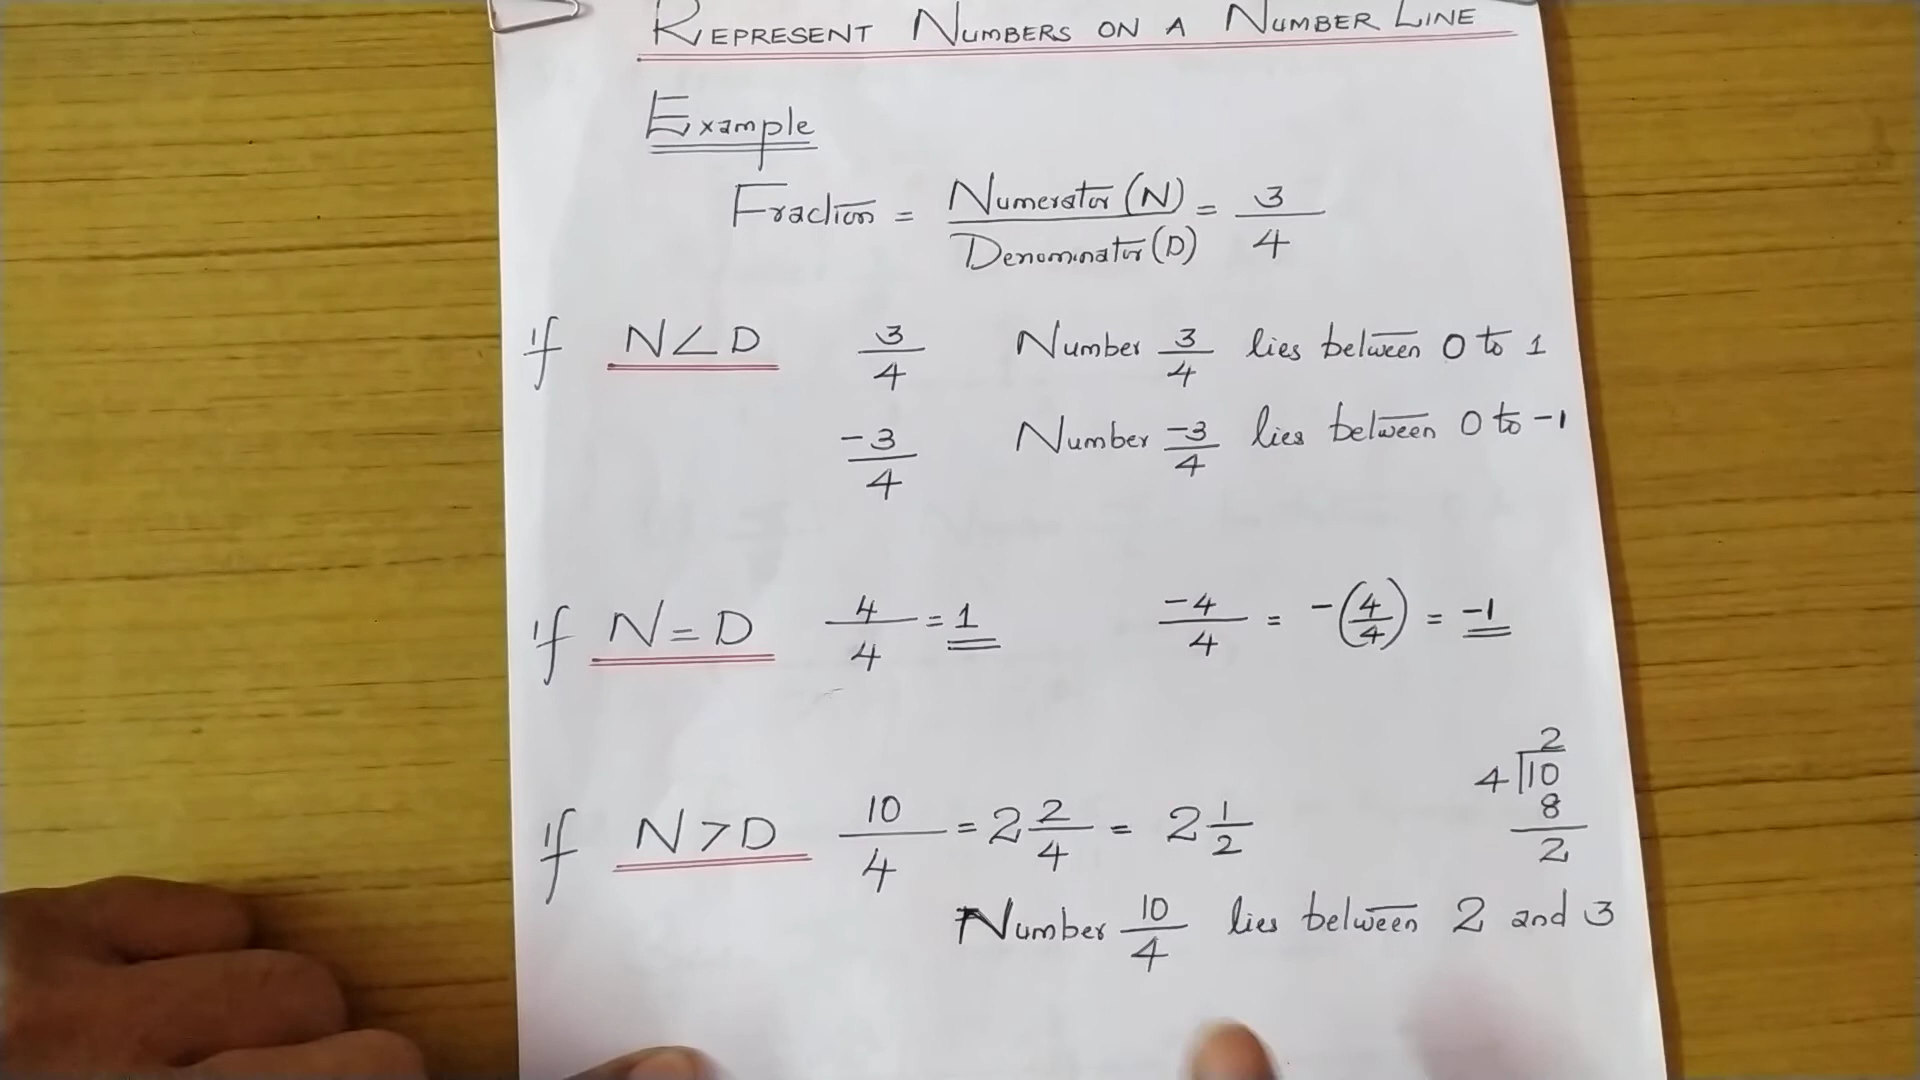 REPRESENT NUMBERS ON A NUMBER LINE
Example
Fraction = Numerator (N) / Denominator (D) = 3/4
if N < D 3/4 Number 3/4 lies between 0 to 1
-3/4 Number -3/4 lies between 0 to -1
if N = D 4/4 = 1 -4/4 = -(4/4) = -1
if N > D 10/4 = 2 2/4 = 2 1/2
2
4 10
8
2
Number 10/4 lies between 2 and 3